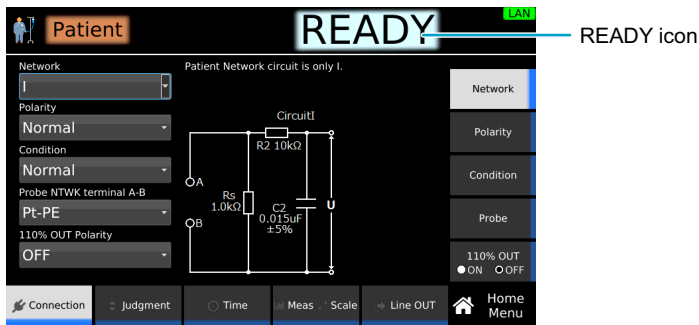 LAN
Patient
READY
READY icon
Network
I
Polarity
Normal
Condition
Normal
Probe NTWK terminal A-B
Pt-PE
110% OUT Polarity
OFF
Patient Network circuit is only I.
CircuitI
R2 10kΩ
A
Rs
1.0kΩ
C2
0.015uF
±5%
U
B
Network
Polarity
Condition
Probe
110% OUT
ON OFF
Connection
Judgment
Time
Meas Scale
Line OUT
Home
Menu